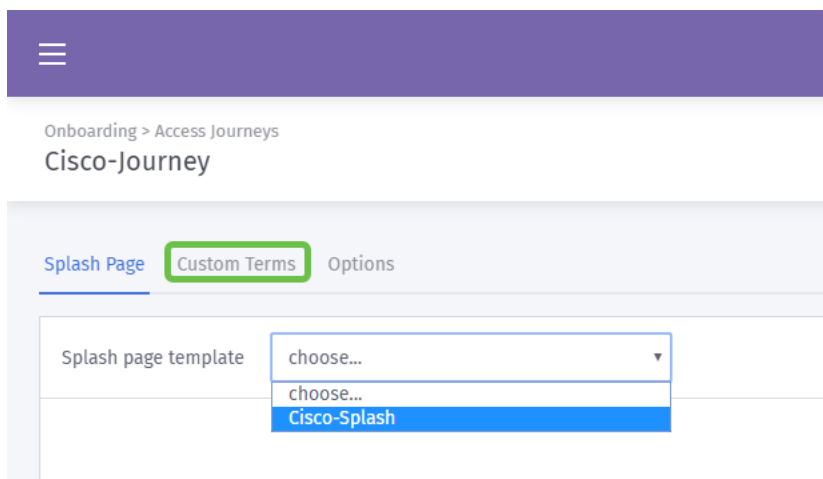 Onboarding > Access Journeys
Cisco-Journey
Splash Page Custom Terms Options
Splash page template choose...
choose...
Cisco-Splash